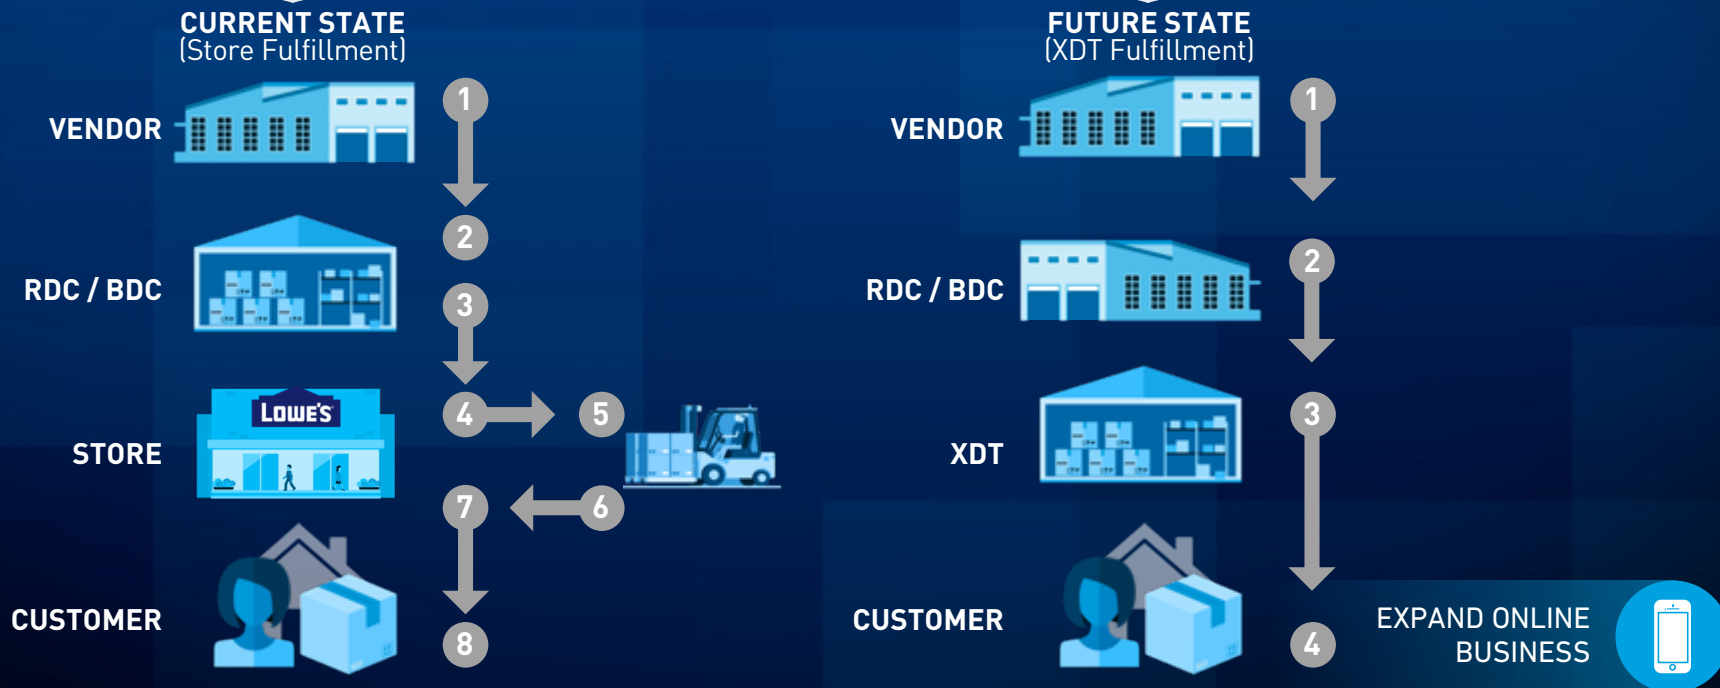 CURRENT STATE
(Store Fulfillment)
VENDOR
1
2
RDC / BDC
3
LOWE'S
4
5
STORE
7
6
CUSTOMER
8
FUTURE STATE
(XDT Fulfillment)
VENDOR
1
RDC / BDC
2
XDT
3
CUSTOMER
4
EXPAND ONLINE
BUSINESS